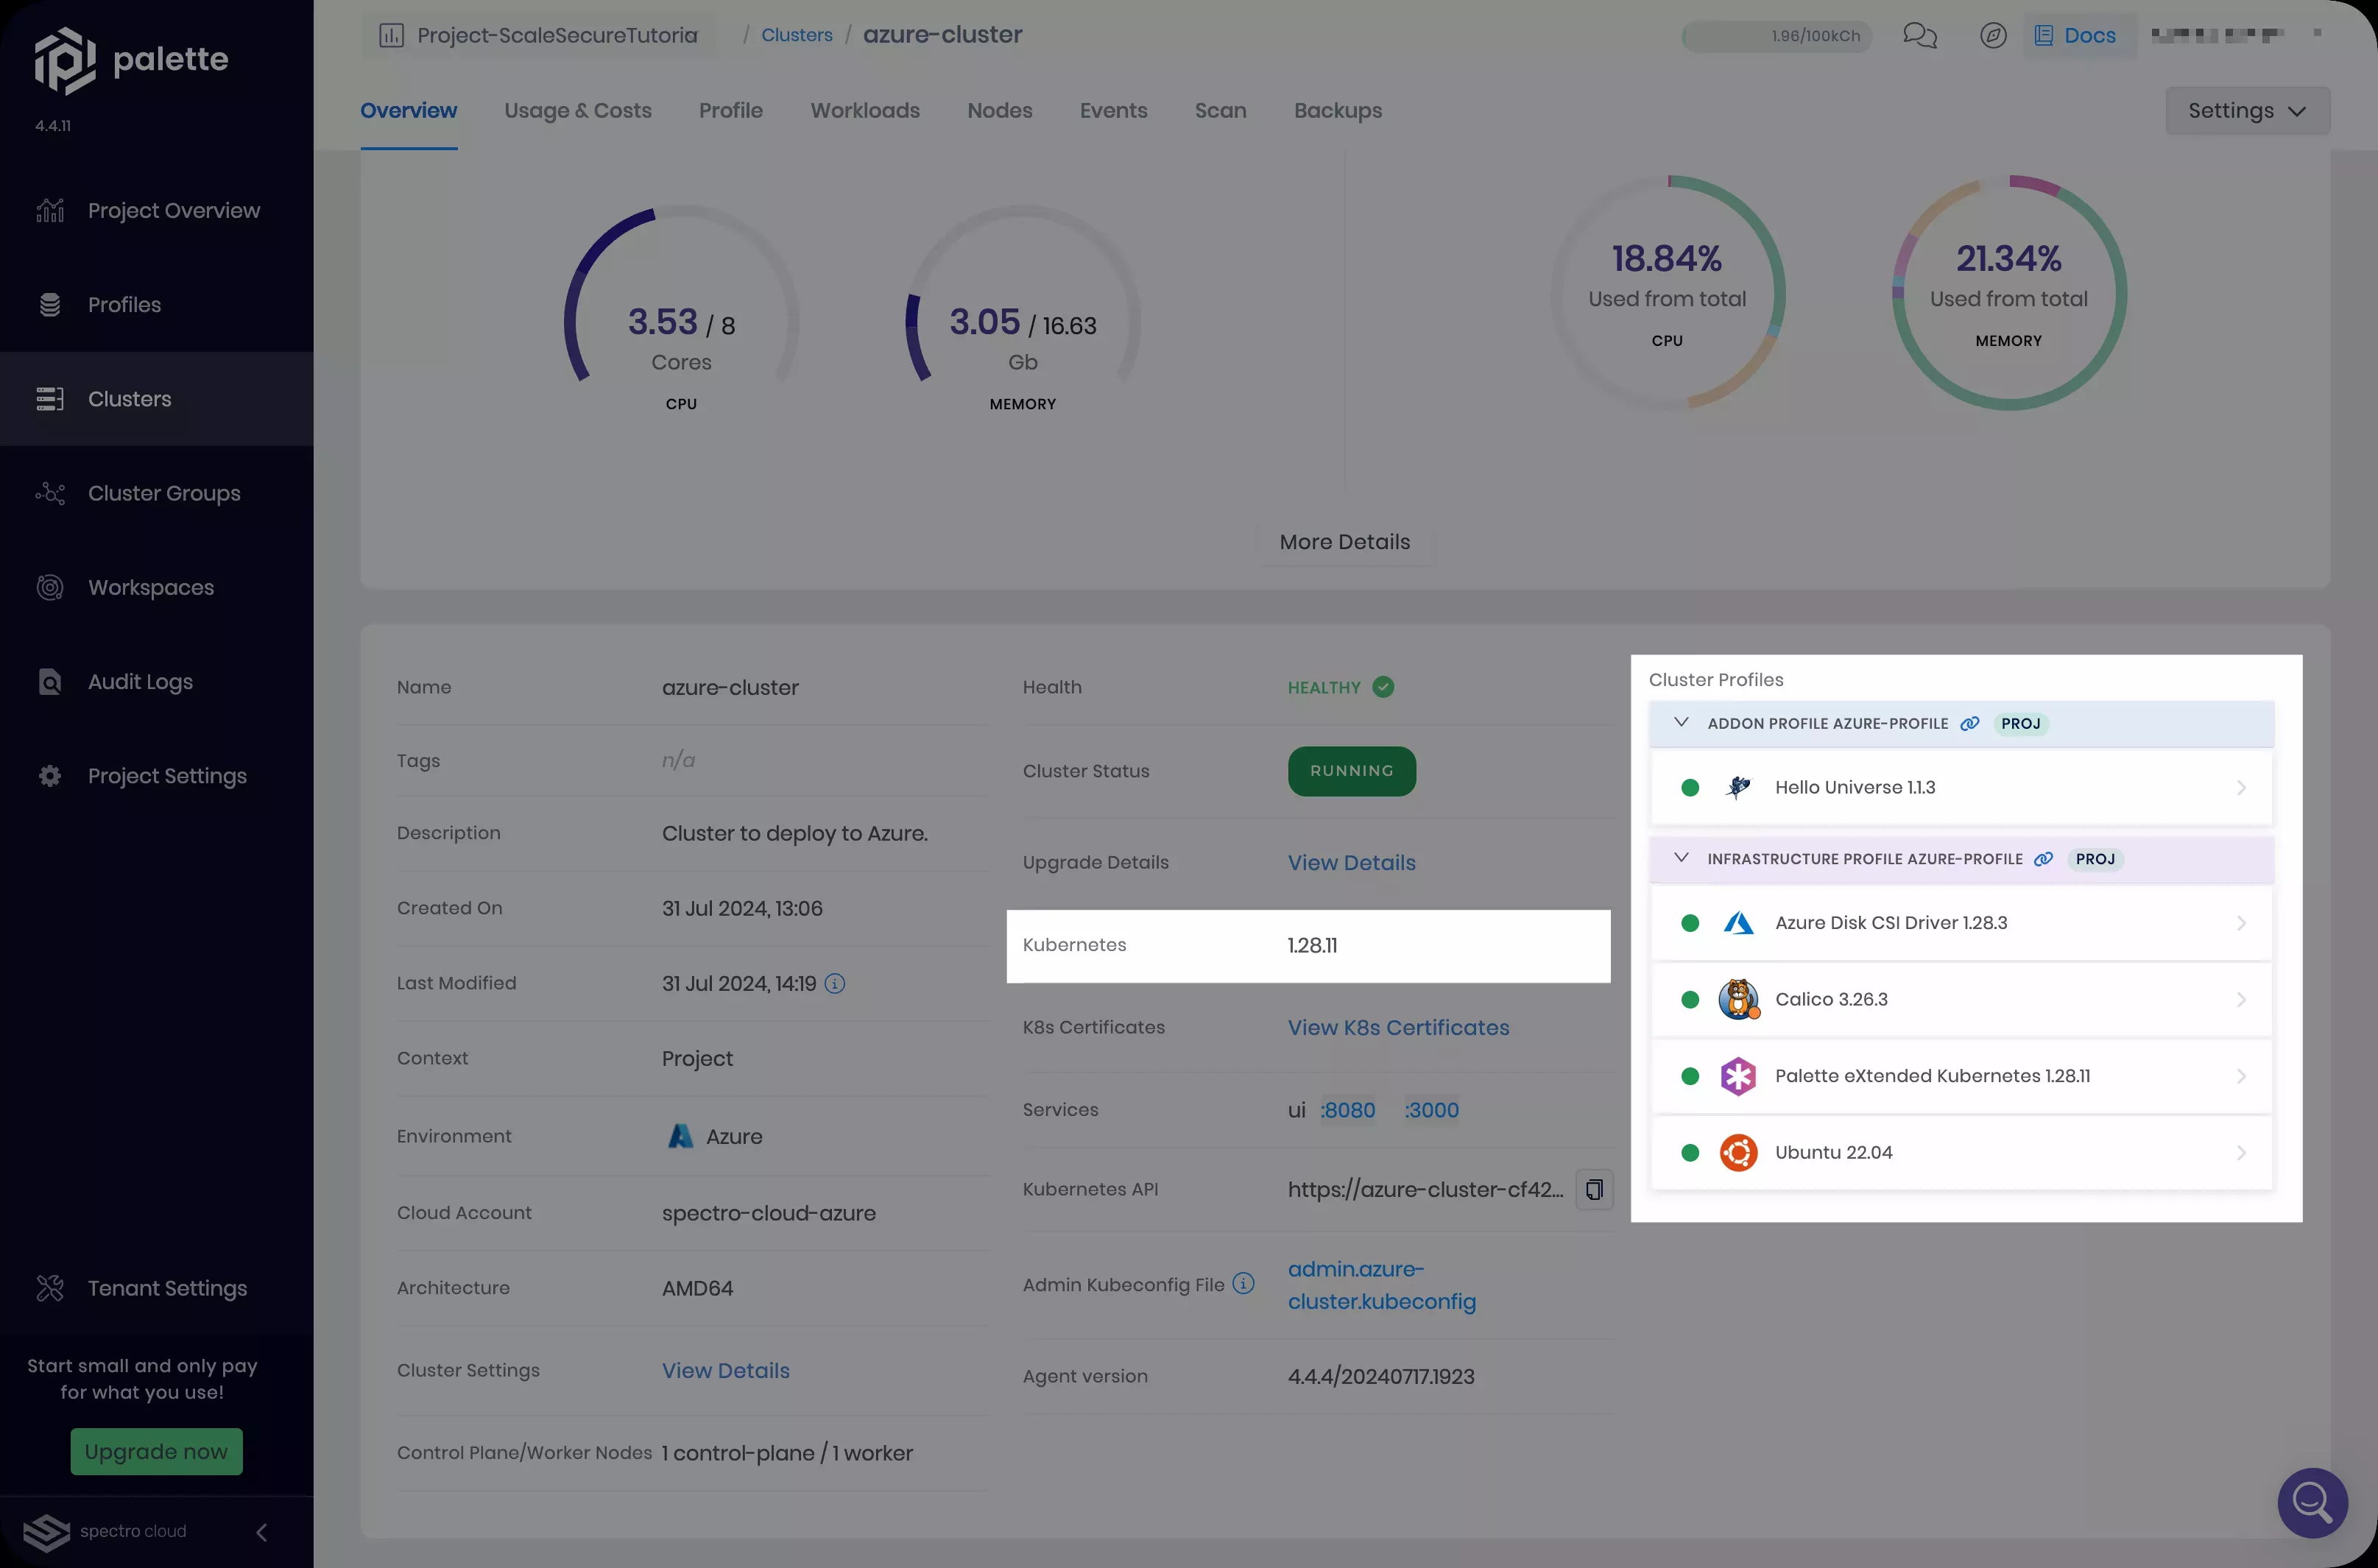 palette
4.4.11
Project Overview
Profiles
Clusters
Cluster Groups
Workspaces
Audit Logs
Project Settings
Tenant Settings
Start small and only pay
for what you use!
Upgrade now
spectro cloud
Project-ScaleSecureTutoria
/ Clusters / azure-cluster
1.96/100kCh
Docs
Overview
Usage & Costs
Profile
Workloads
Nodes
Events
Scan
Backups
Settings
3.53 / 8
Cores
CPU
3.05 / 16.63
Gb
MEMORY
18.84%
Used from total
CPU
21.34%
Used from total
MEMORY
More Details
Name azure-cluster
Tags n/a
Description Cluster to deploy to Azure.
Created On 31 Jul 2024, 13:06
Last Modified 31 Jul 2024, 14:19
Context Project
Environment Azure
Cloud Account spectro-cloud-azure
Architecture AMD64
Cluster Settings View Details
Control Plane/Worker Nodes 1 control-plane / 1 worker
Health HEALTHY
Cluster Status RUNNING
Upgrade Details View Details
Kubernetes 1.28.11
K8s Certificates View K8s Certificates
Services ui :8080 :3000
Kubernetes API https://azure-cluster-cf42...
Admin Kubeconfig File admin.azure-
cluster.kubeconfig
Agent version 4.4.4/20240717.1923
Cluster Profiles
ADDON PROFILE AZURE-PROFILE PROJ
Hello Universe 1.1.3
INFRASTRUCTURE PROFILE AZURE-PROFILE PROJ
Azure Disk CSI Driver 1.28.3
Calico 3.26.3
Palette eXtended Kubernetes 1.28.11
Ubuntu 22.04